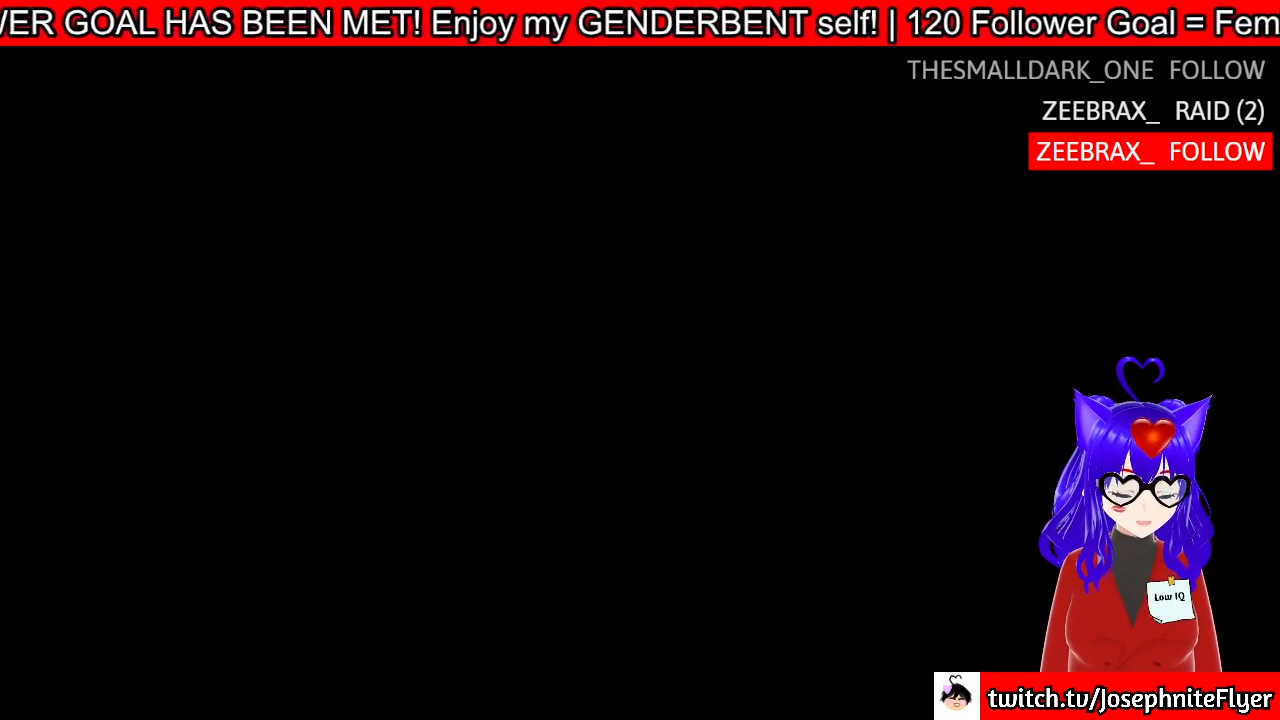 WER GOAL HAS BEEN MET! Enjoy my GENDERBENT self! | 120 Follower Goal = Fem
THESMALLDARK_ONE FOLLOW
ZEEBRAX_ RAID (2)
ZEEBRAX_ FOLLOW
Low IQ
twitch.tv/JosephniteFlyer